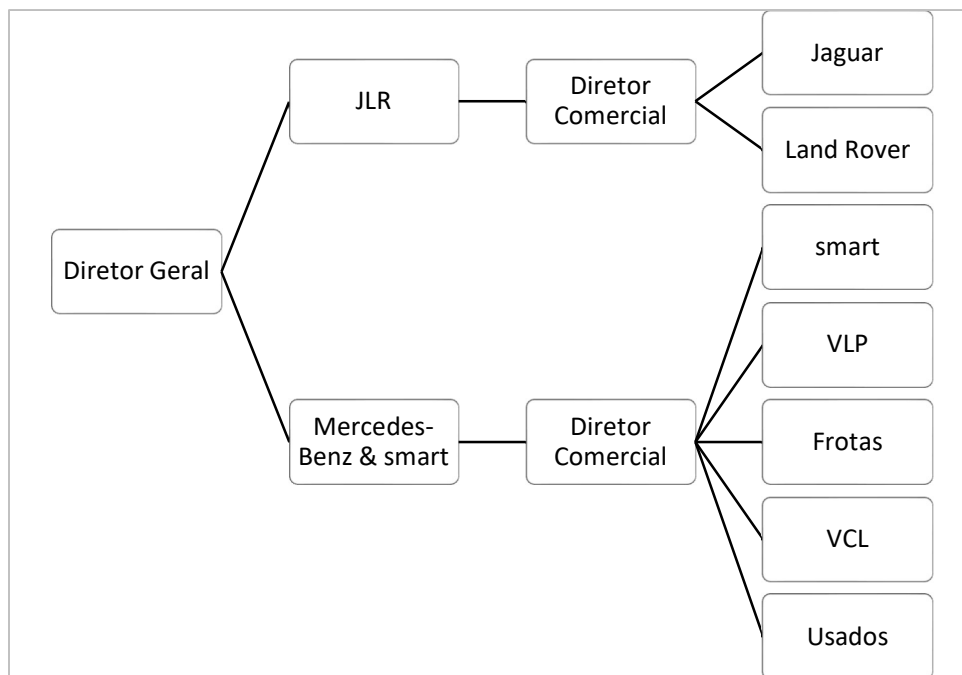 Diretor Geral
JLR
Diretor
Comercial
Jaguar
Land Rover
Mercedes-
Benz & smart
Diretor
Comercial
smart
VLP
Frotas
VCL
Usados